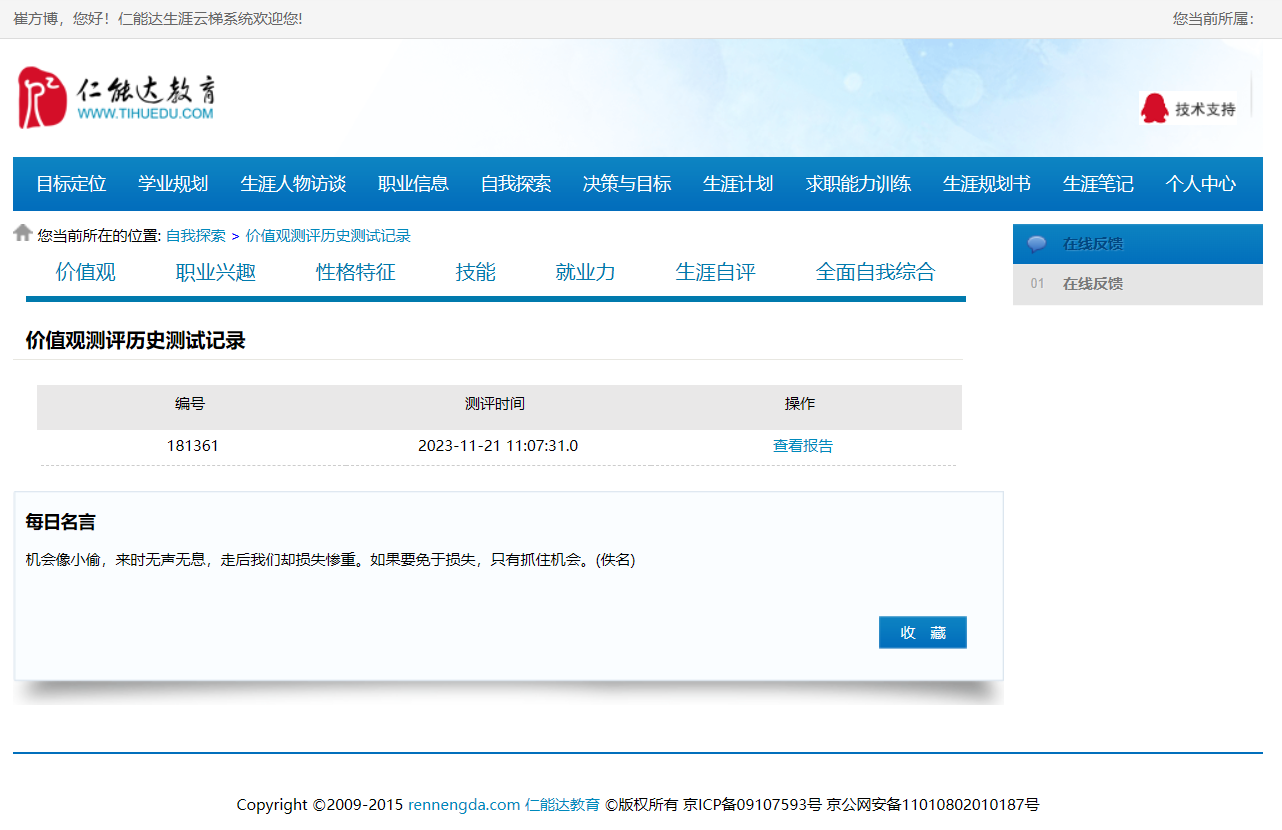 崔方博，您好！仁能达生涯云梯系统欢迎您!
您当前所属：
仁能达教育
WWW.TIHUEDU.COM
技术支持
目标定位 学业规划 生涯人物访谈 职业信息 自我探索 决策与目标 生涯计划 求职能力训练 生涯规划书 生涯笔记 个人中心
您当前所在的位置: 自我探索 > 价值观测评历史测试记录
在线反馈
01 在线反馈
价值观 职业兴趣 性格特征 技能 就业力 生涯自评 全面自我综合
价值观测评历史测试记录
编号 测评时间 操作
181361 2023-11-21 11:07:31.0 查看报告
每日名言
机会像小偷，来时无声无息，走后我们却损失惨重。如果要免于损失，只有抓住机会。(佚名)
收 藏
Copyright ©2009-2015 rennengda.com 仁能达教育 ©版权所有 京ICP备09107593号 京公网安备11010802010187号